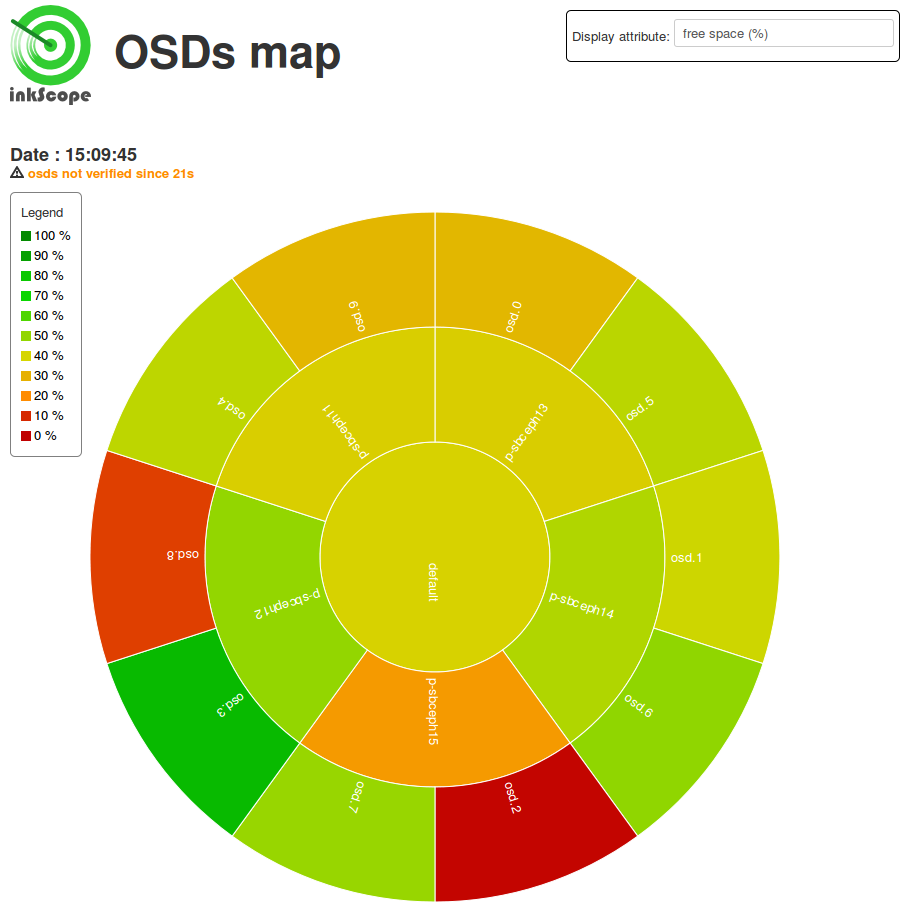 inkScope
OSDs map
Display attribute: free space (%)
Date : 15:09:45
osds not verified since 21s
Legend
100 %
90 %
80 %
70 %
60 %
50 %
40 %
30 %
20 %
10 %
0 %
osd.9
osd.0
osd.4
p-sbceph11
p-sbceph13
osd.5
osd.8
p-sbceph12
default
p-sbceph14
osd.1
osd.3
p-sbceph15
osd.6
osd.7
osd.2